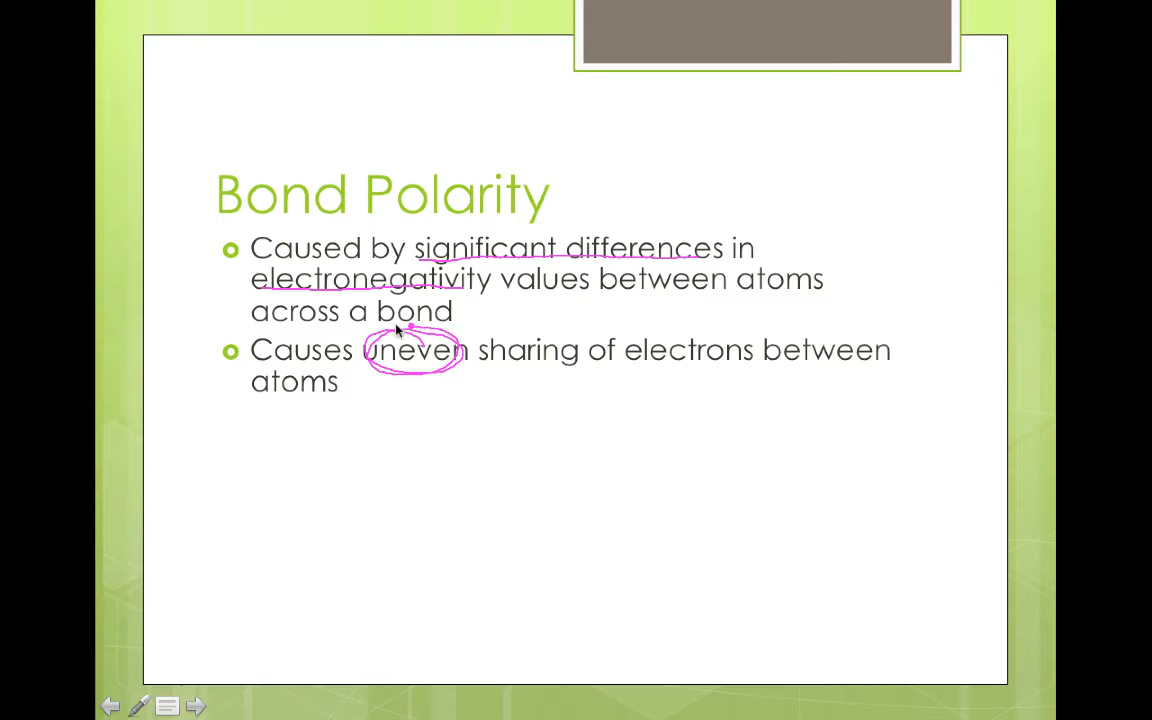 Bond Polarity
Caused by significant differences in
electronegativity values between atoms
across a bond
Causes uneven sharing of electrons between
atoms